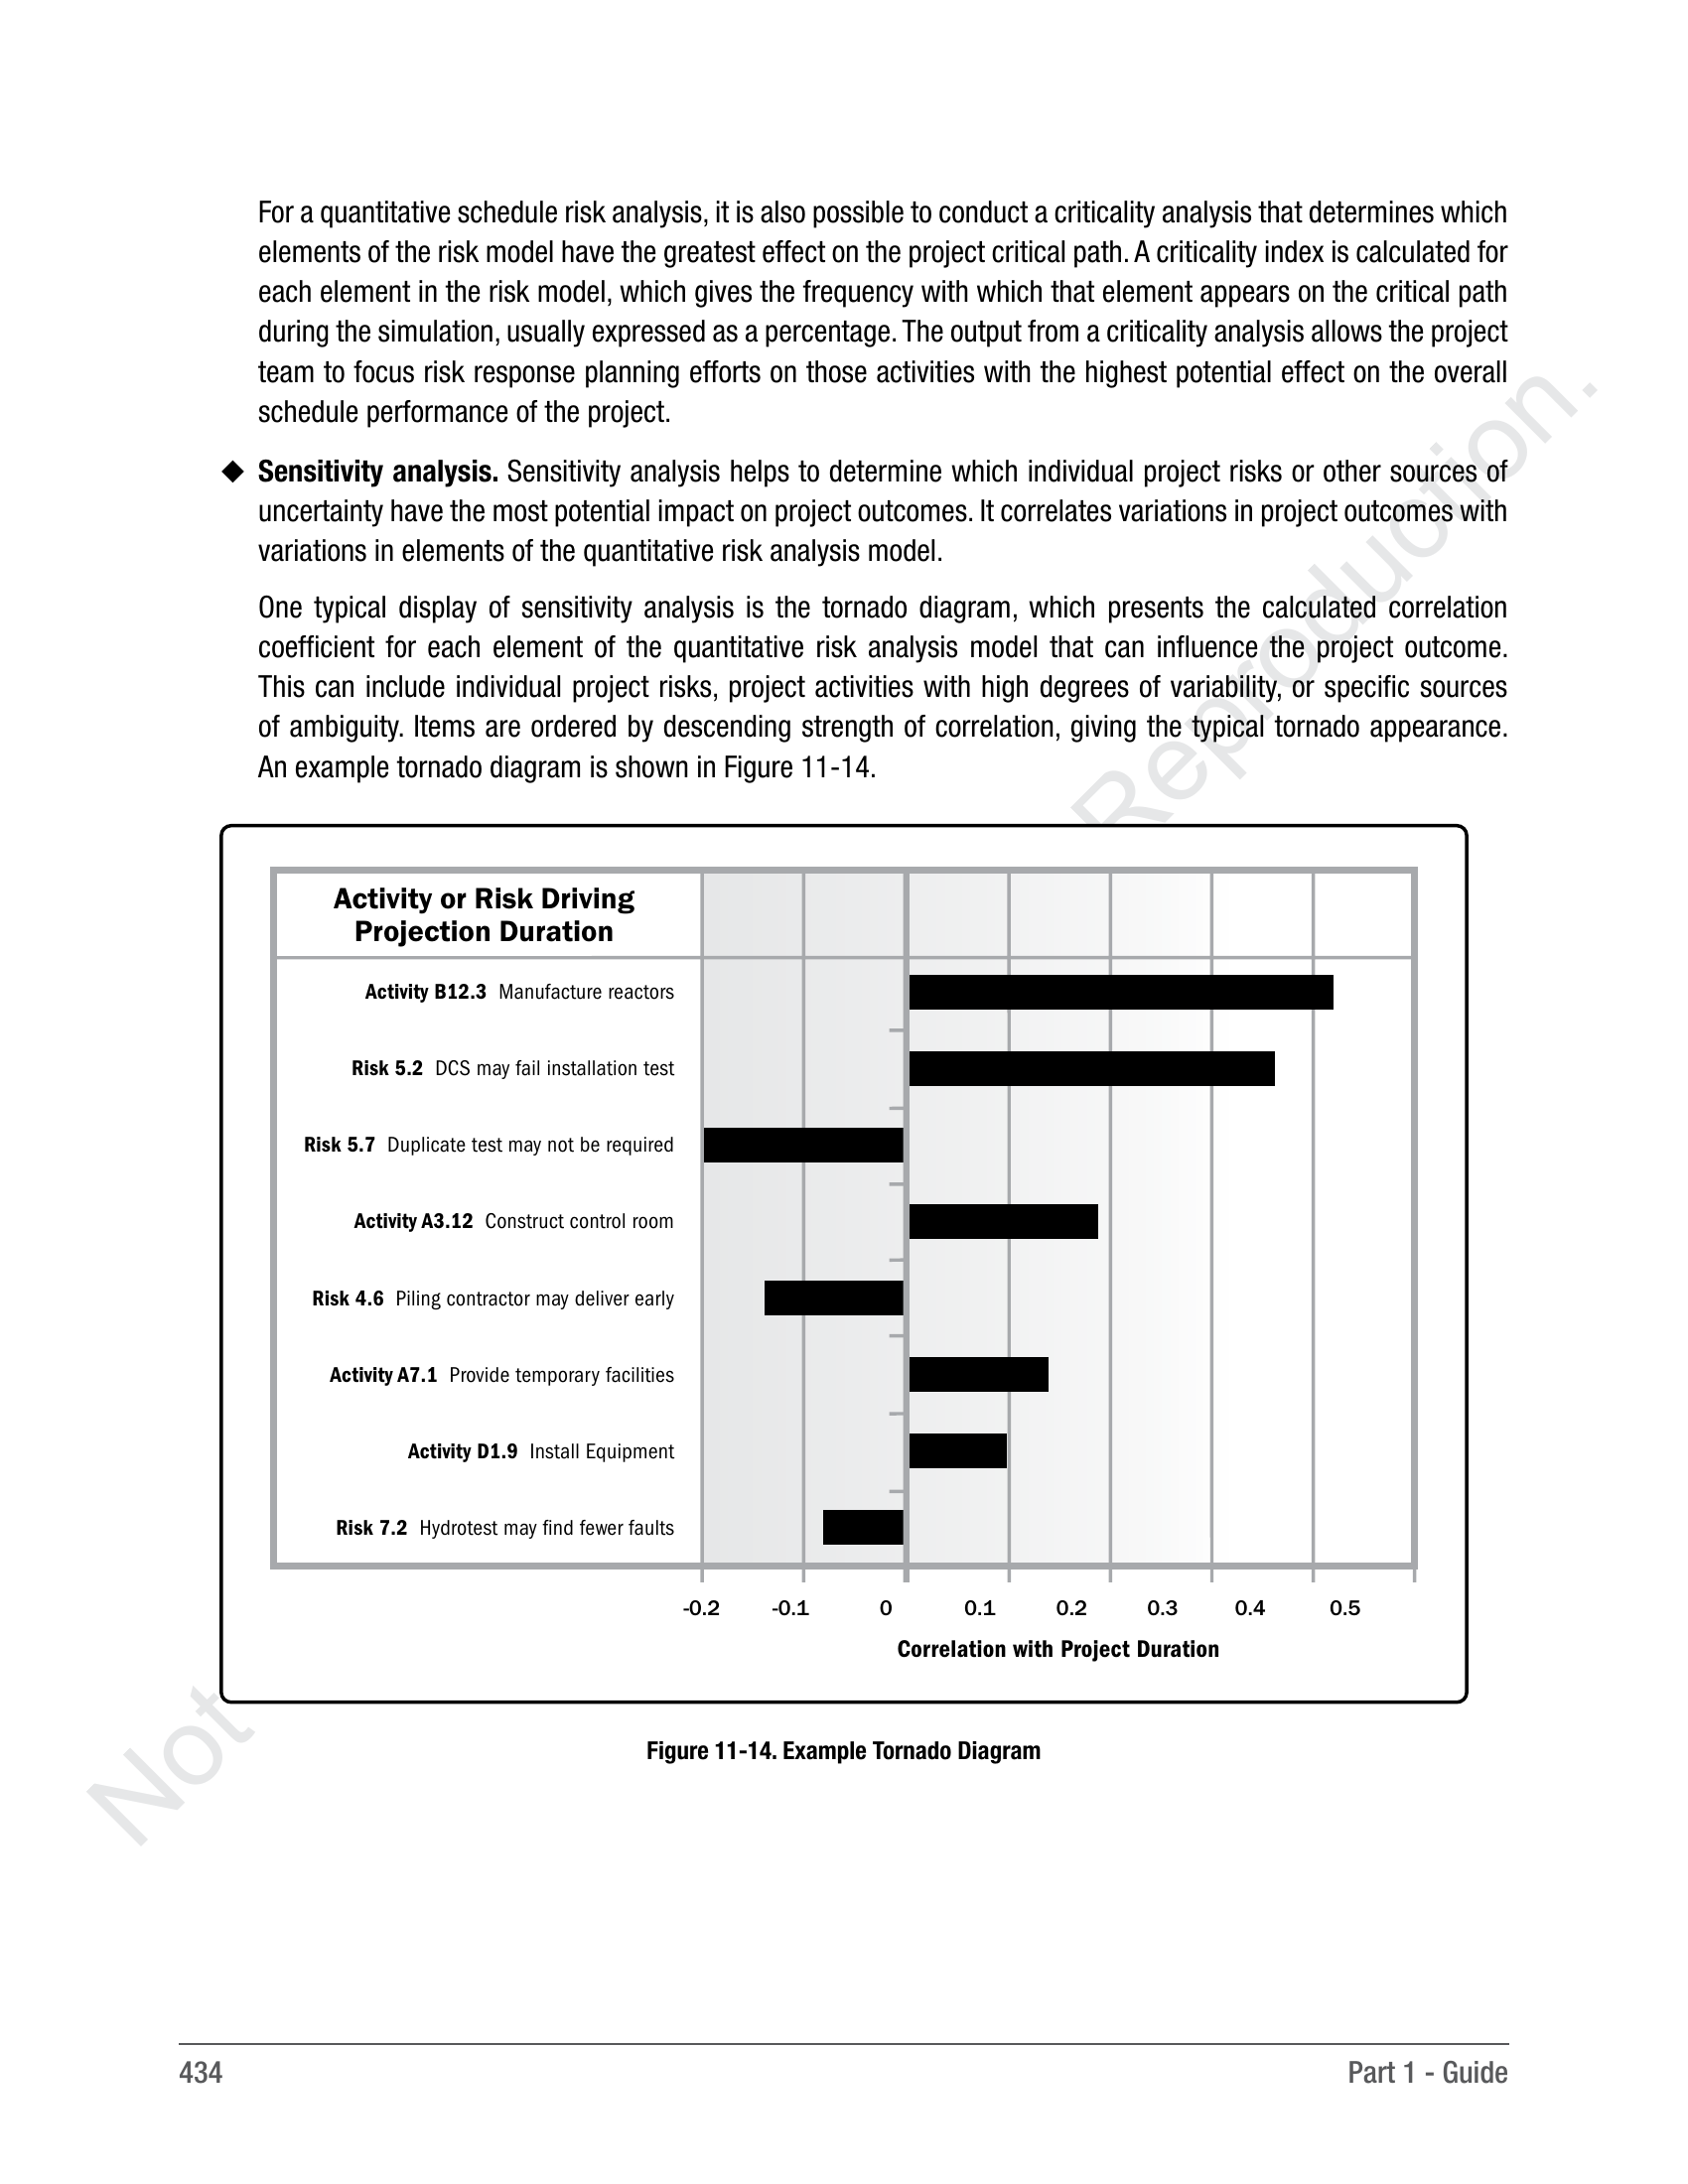 For a quantitative schedule risk analysis, it is also possible to conduct a criticality analysis that determines which
elements of the risk model have the greatest effect on the project critical path. A criticality index is calculated for
each element in the risk model, which gives the frequency with which that element appears on the critical path
during the simulation, usually expressed as a percentage. The output from a criticality analysis allows the project
team to focus risk response planning efforts on those activities with the highest potential effect on the overall
schedule performance of the project.
◆ Sensitivity analysis. Sensitivity analysis helps to determine which individual project risks or other sources of
uncertainty have the most potential impact on project outcomes. It correlates variations in project outcomes with
variations in elements of the quantitative risk analysis model.
One typical display of sensitivity analysis is the tornado diagram, which presents the calculated correlation
coefficient for each element of the quantitative risk analysis model that can influence the project outcome.
This can include individual project risks, project activities with high degrees of variability, or specific sources
of ambiguity. Items are ordered by descending strength of correlation, giving the typical tornado appearance.
An example tornado diagram is shown in Figure 11-14.
Activity or Risk Driving
Projection Duration
Activity B12.3 Manufacture reactors
Risk 5.2 DCS may fail installation test
Risk 5.7 Duplicate test may not be required
Activity A3.12 Construct control room
Risk 4.6 Piling contractor may deliver early
Activity A7.1 Provide temporary facilities
Activity D1.9 Install Equipment
Risk 7.2 Hydrotest may find fewer faults
-0.2 -0.1 0 0.1 0.2 0.3 0.4 0.5
Correlation with Project Duration
Figure 11-14. Example Tornado Diagram
Not
Reproduction.
434
Part 1 - Guide